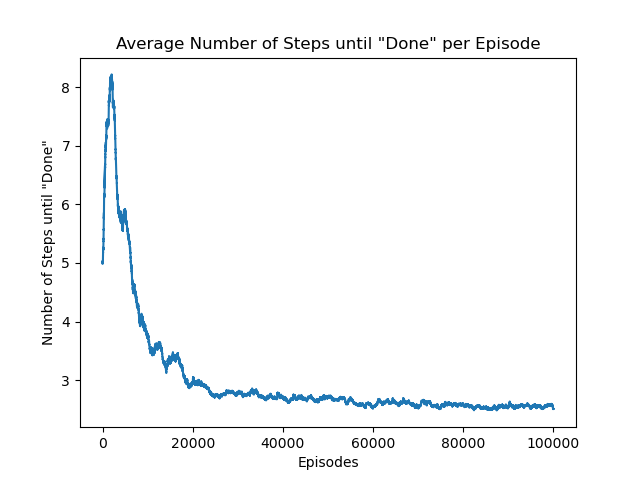 Average Number of Steps until "Done" per Episode
8
7
6
5
4
3
Number of Steps until "Done"
0 20000 40000 60000 80000 100000
Episodes